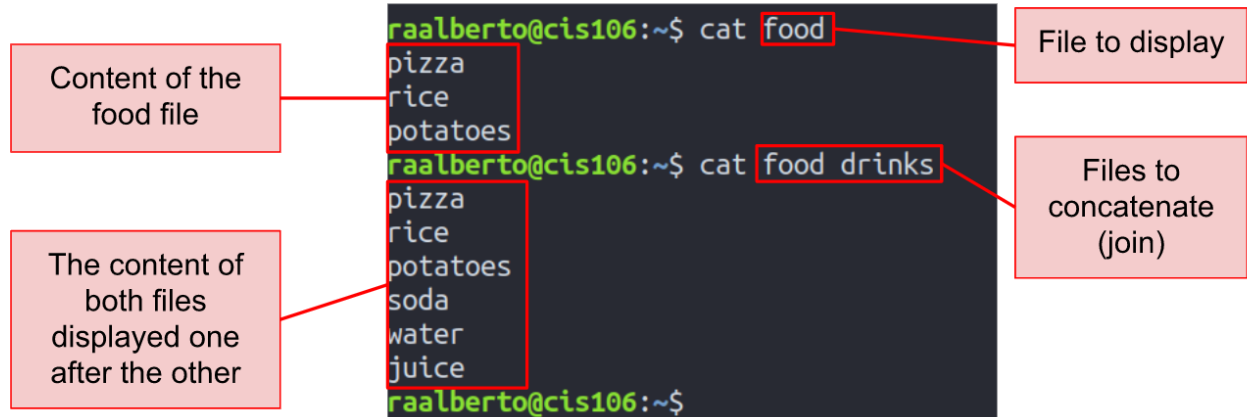 raalberto@cis106:~$ cat food
File to display
Content of the
food file
pizza
rice
potatoes
raalberto@cis106:~$ cat food drinks
Files to
concatenate
(join)
The content of
both files
displayed one
after the other
pizza
rice
potatoes
soda
water
juice
raalberto@cis106:~$